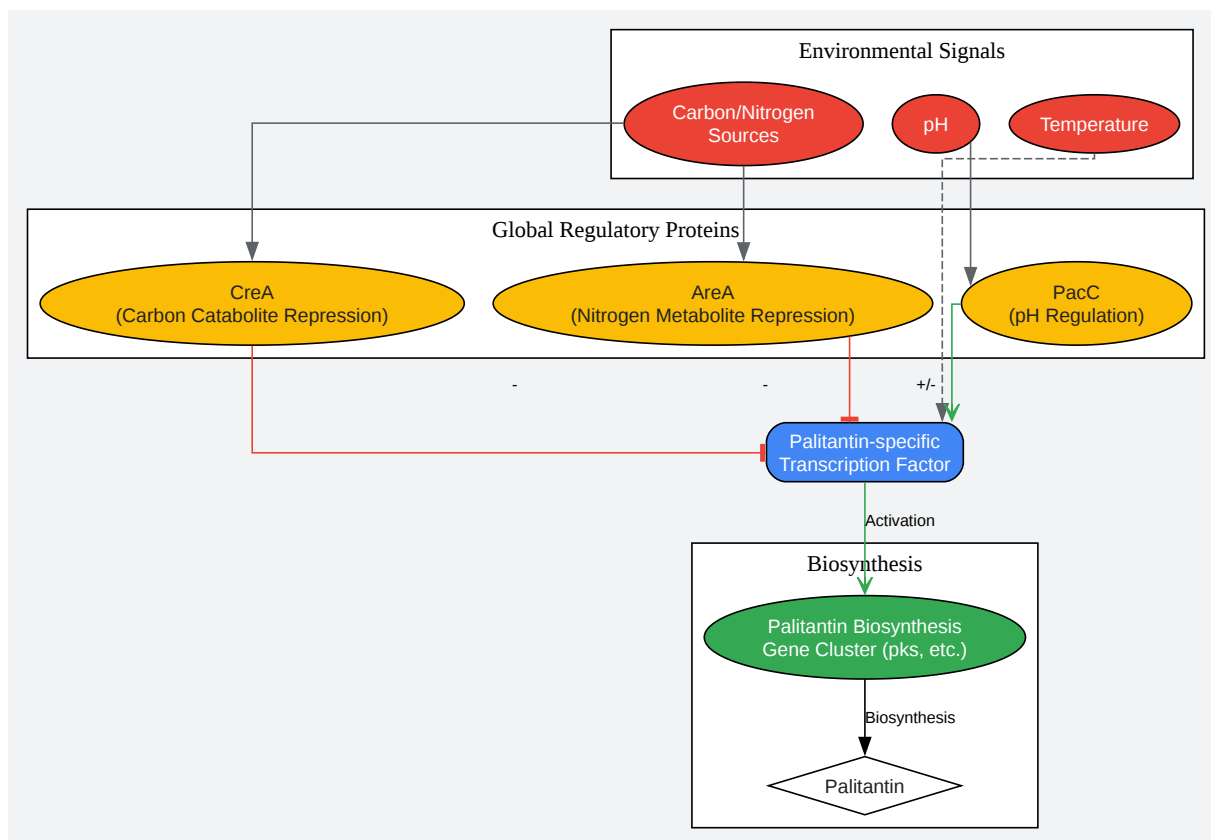 Environmental Signals
Carbon/Nitrogen
Sources
pH
Temperature
Global Regulatory Proteins
CreA
(Carbon Catabolite Repression)
AreA
(Nitrogen Metabolite Repression)
PacC
(pH Regulation)
-
-
+/-
Palitantin-specific
Transcription Factor
Activation
Biosynthesis
Palitantin Biosynthesis
Gene Cluster (pks, etc.)
Biosynthesis
Palitantin